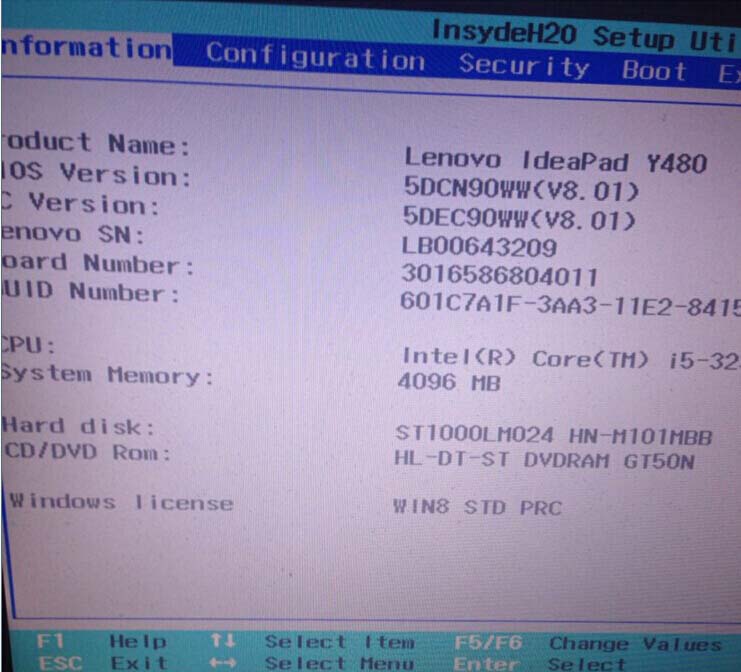 InsydeH20 Setup Uti
nformation Configuration Security Boot Ex
roduct Name: Lenovo IdeaPad Y480
IOS Version: 5DCN90WW(V8.01)
C Version: 5DEC90WW(V8.01)
enovo SN: LB00643209
oard Number: 3016586804011
UUID Number: 601C7A1F-3AA3-11E2-8415
CPU: Intel(R) Core(TM) i5-32
System Memory: 4096 MB
Hard disk: ST1000LM024 HN-M101MBB
CD/DVD Rom: HL-DT-ST DVDRAM GT50N
Windows license WIN8 STD PRC
F1 Help ↑↓ Select Item F5/F6 Change Values
ESC Exit ↔ Select Menu Enter Select